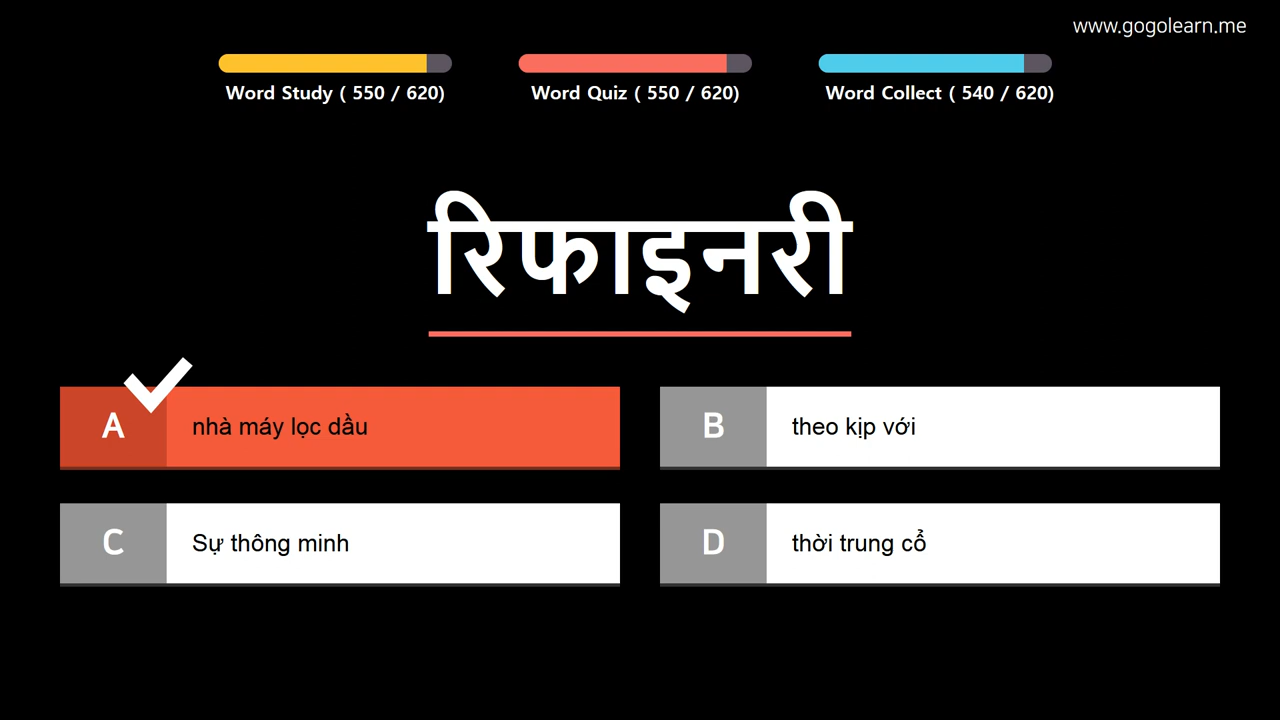 www.gogolearn.me
Word Study ( 550 / 620)
Word Quiz ( 550 / 620)
Word Collect ( 540 / 620)
रिफाइनरी
A nhà máy lọc dầu
B theo kịp với
C Sự thông minh
D thời trung cổ